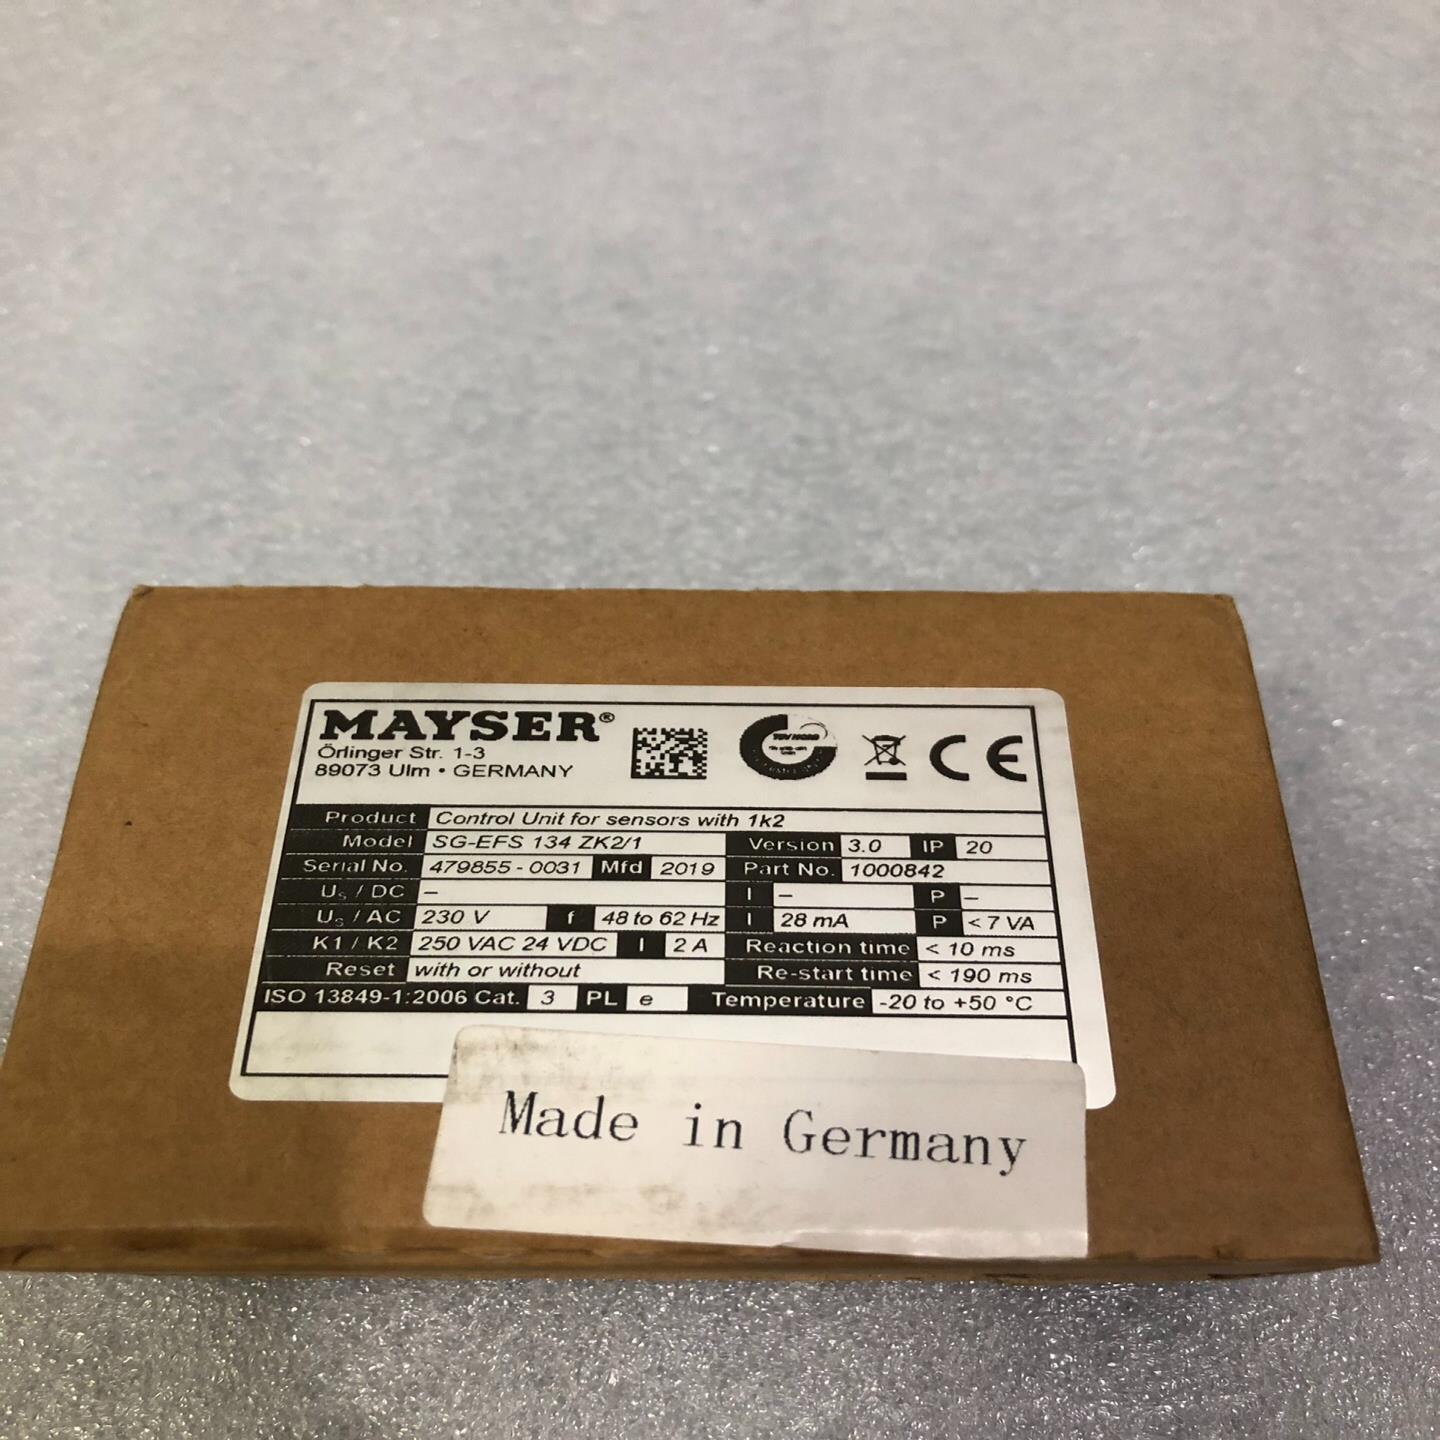 MAYSER®
Örlinger Str. 1-3
89073 Ulm • GERMANY
TÜV NORD
CE
Product Control Unit for sensors with 1k2
Model SG-EFS 134 ZK2/1 Version 3.0 IP 20
Serial No. 479855 - 0031 Mfd 2019 Part No. 1000842
Us / DC – I – P –
Us / AC 230 V f 48 to 62 Hz I 28 mA P < 7 VA
K1 / K2 250 VAC 24 VDC I 2 A Reaction time < 10 ms
Reset with or without Re-start time < 190 ms
ISO 13849-1:2006 Cat. 3 PL e Temperature -20 to +50 °C
Made in Germany